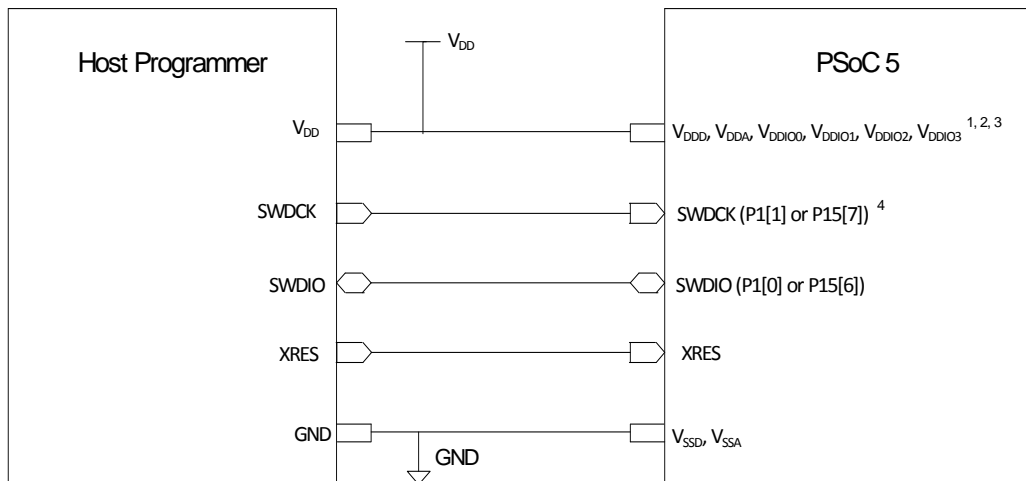 V_DD
Host Programmer PSoC 5
V_DD V_DDD, V_DDA, V_DDIO0, V_DDIO1, V_DDIO2, V_DDIO3 1, 2, 3
SWDCK SWDCK (P1[1] or P15[7]) 4
SWDIO SWDIO (P1[0] or P15[6])
XRES XRES
GND V_SSD, V_SSA
GND